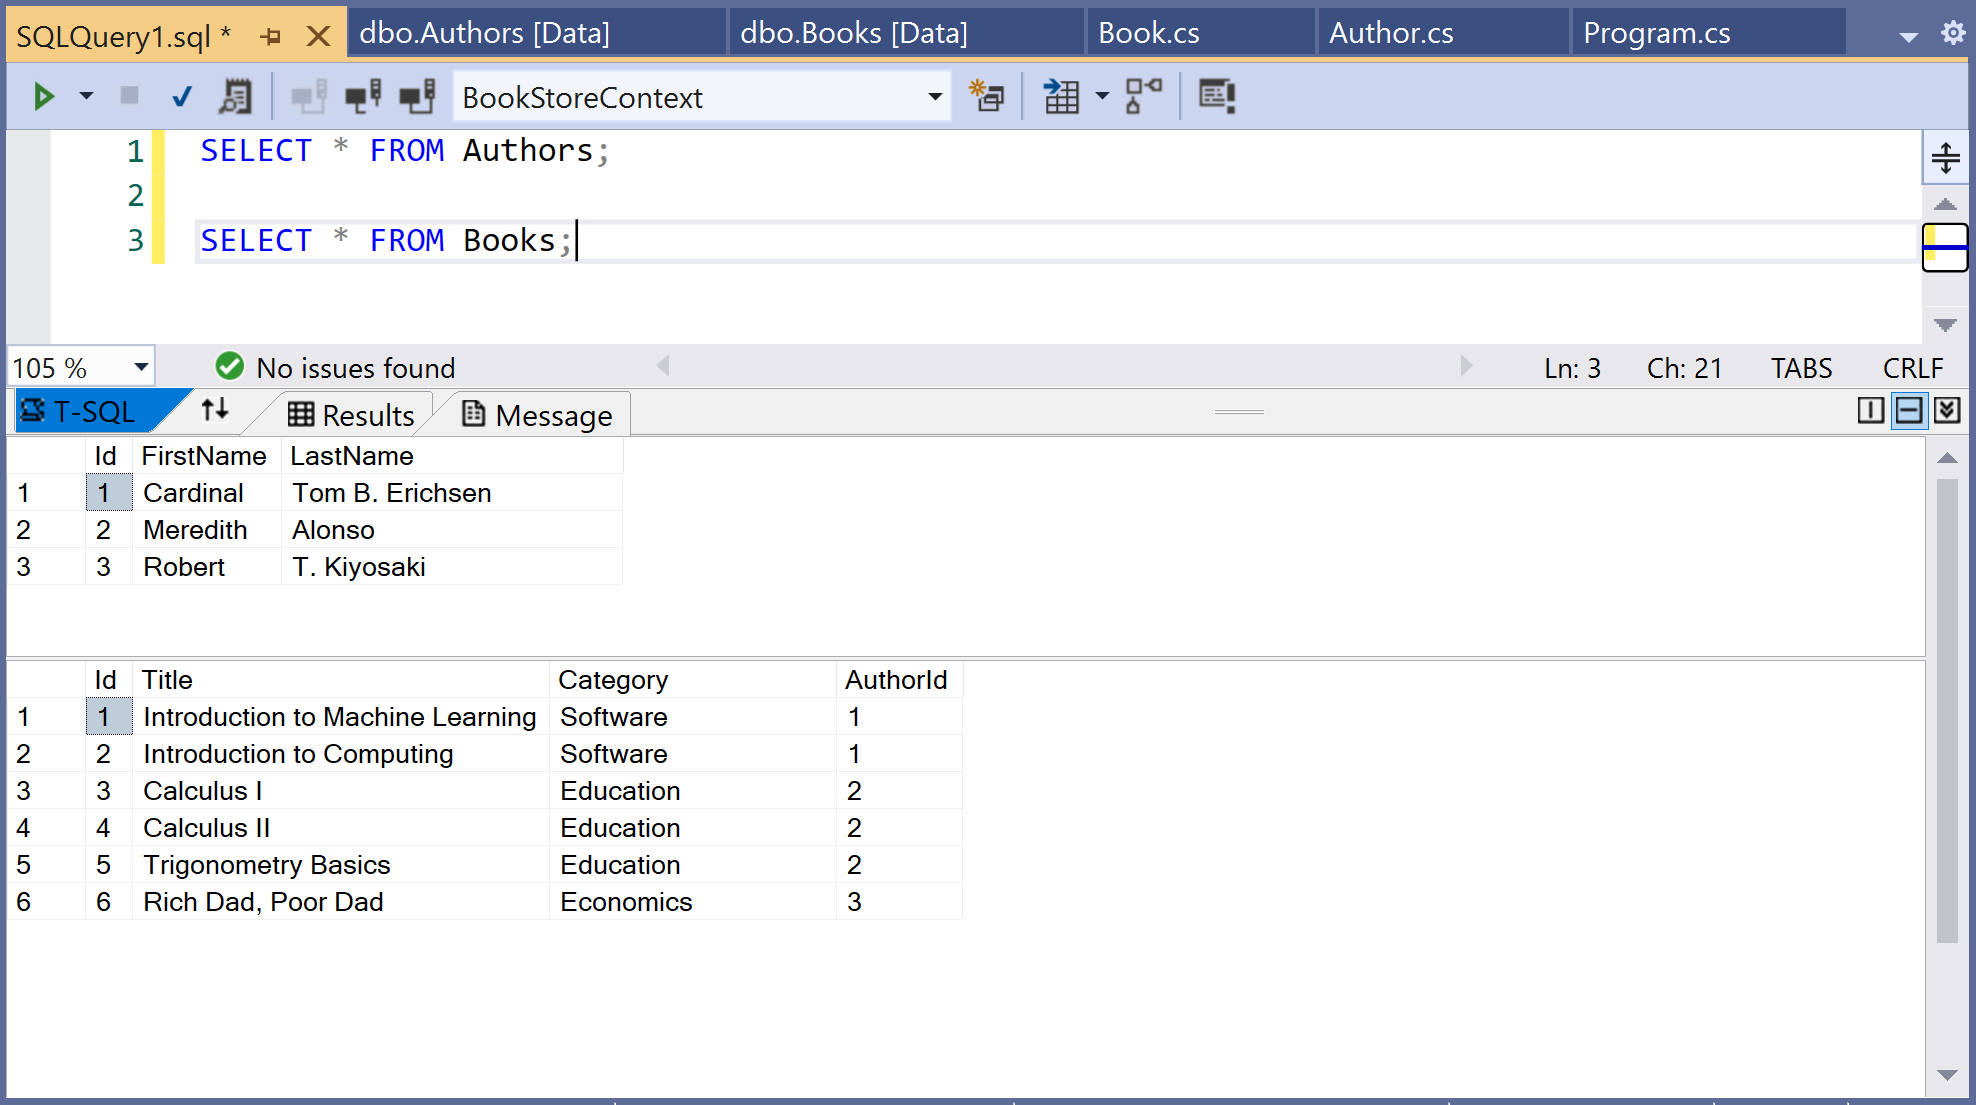 SQLQuery1.sql * dbo.Authors [Data] dbo.Books [Data] Book.cs Author.cs Program.cs
BookStoreContext
1 SELECT * FROM Authors;
2
3 SELECT * FROM Books;
105 % No issues found Ln: 3 Ch: 21 TABS CRLF
T-SQL Results Message
Id FirstName LastName
1 1 Cardinal Tom B. Erichsen
2 2 Meredith Alonso
3 3 Robert T. Kiyosaki
Id Title Category AuthorId
1 1 Introduction to Machine Learning Software 1
2 2 Introduction to Computing Software 1
3 3 Calculus I Education 2
4 4 Calculus II Education 2
5 5 Trigonometry Basics Education 2
6 6 Rich Dad, Poor Dad Economics 3